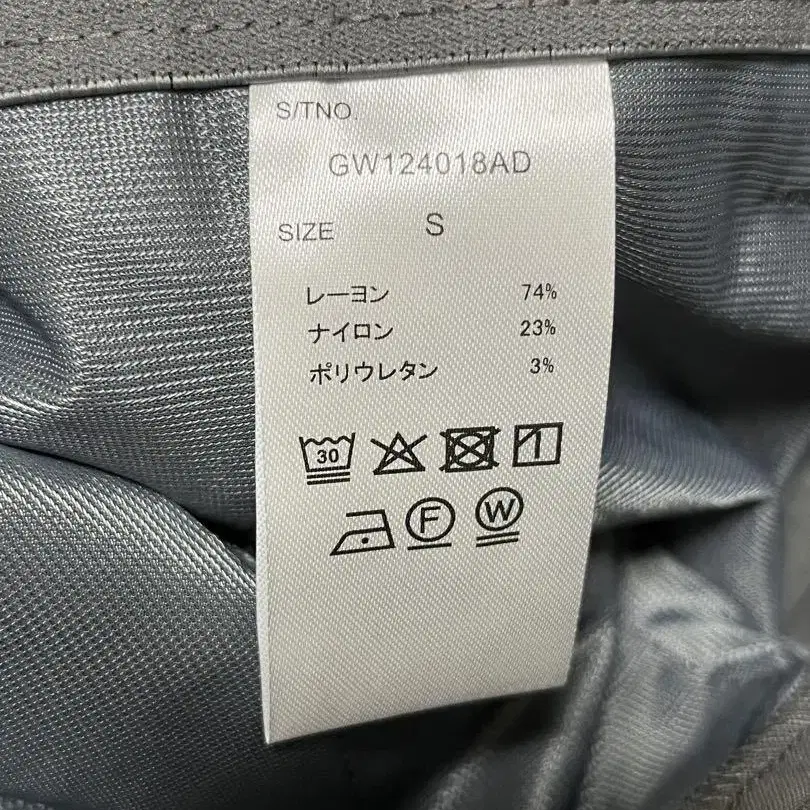 S/TNO.
GW124018AD
SIZE S
レーヨン 74%
ナイロン 23%
ポリウレタン 3%
30
F W